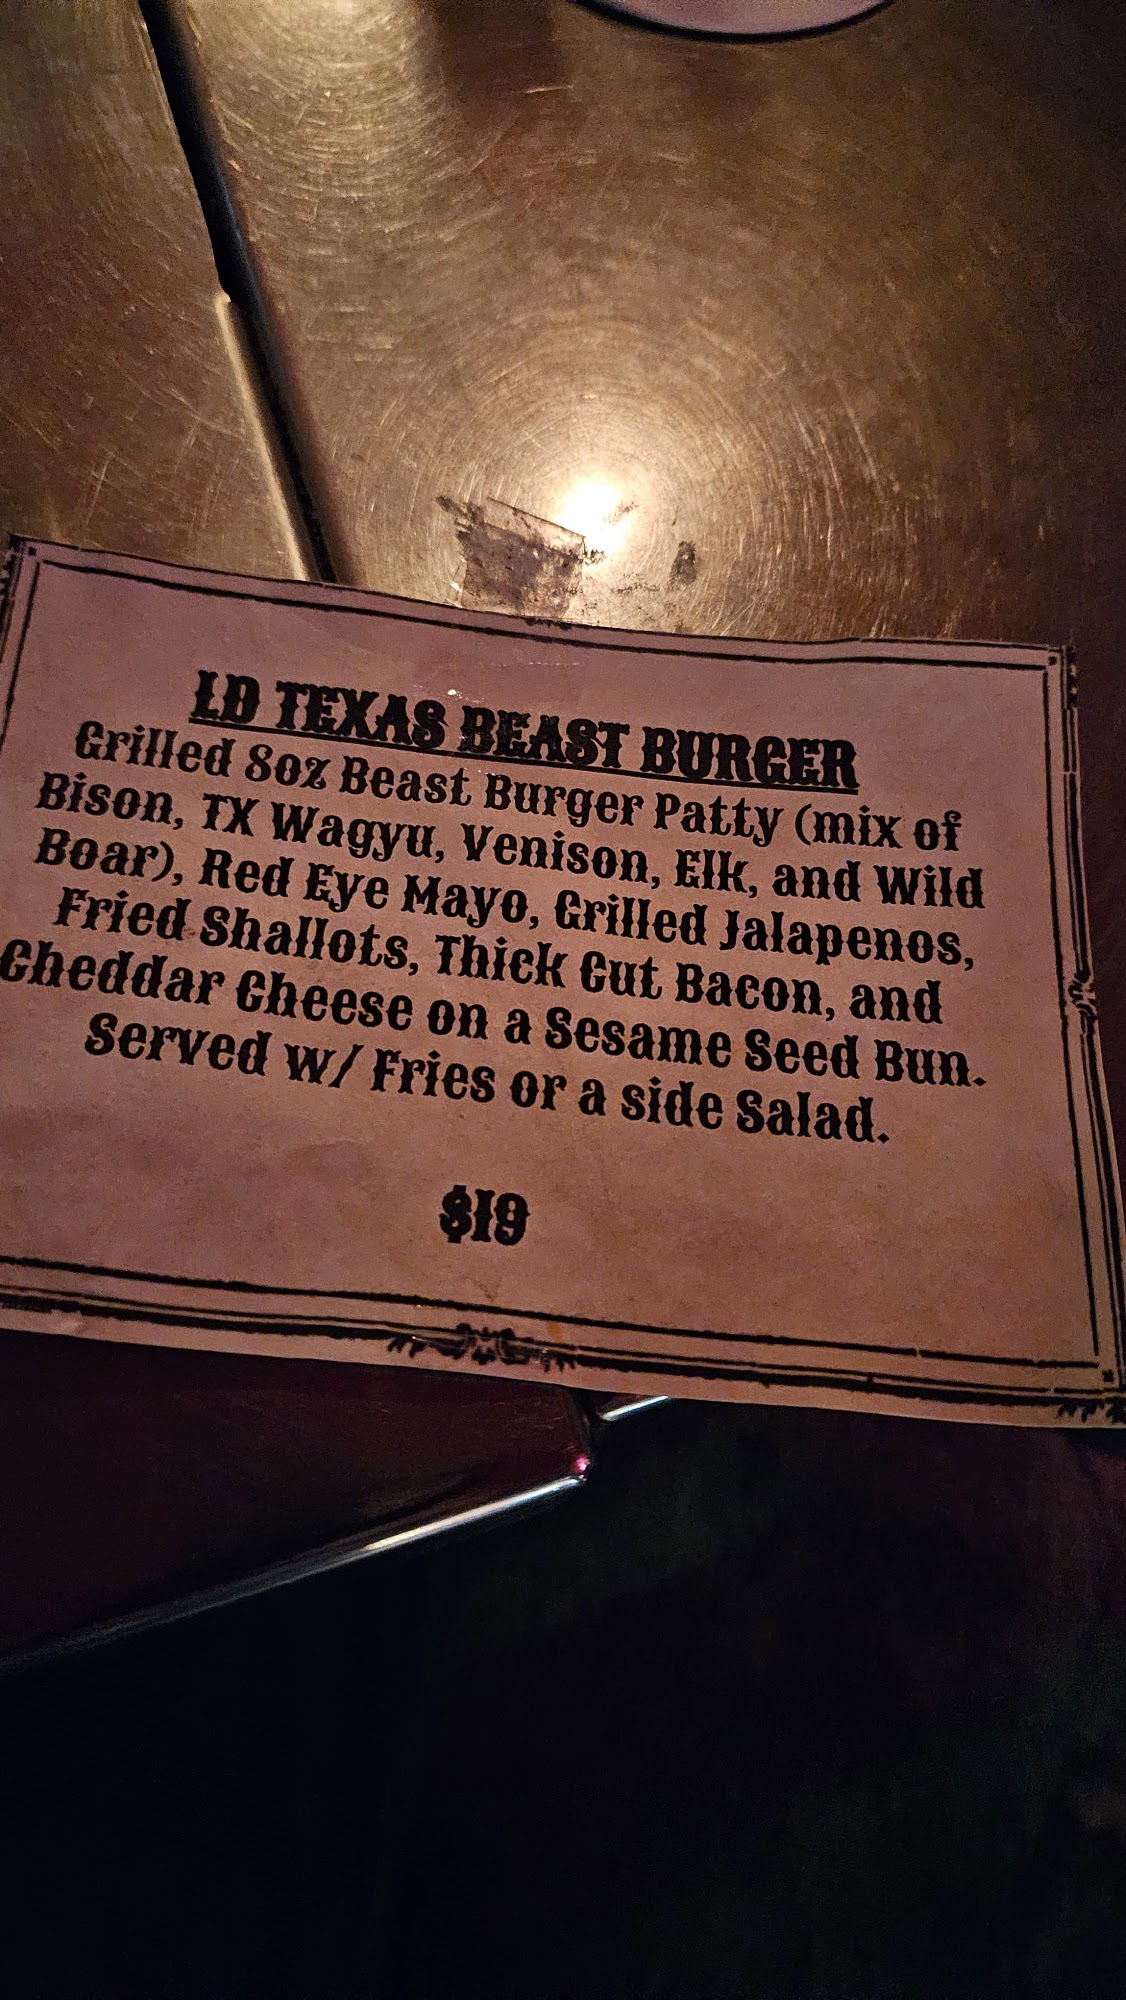 LD TEXAS BEAST BURGER
Grilled 8oz Beast Burger Patty (mix of
Bison, TX Wagyu, Venison, Elk, and Wild
Boar), Red Eye Mayo, Grilled Jalapenos,
Fried Shallots, Thick Cut Bacon, and
Cheddar Cheese on a Sesame Seed Bun.
Served w/ Fries or a side Salad.
$19